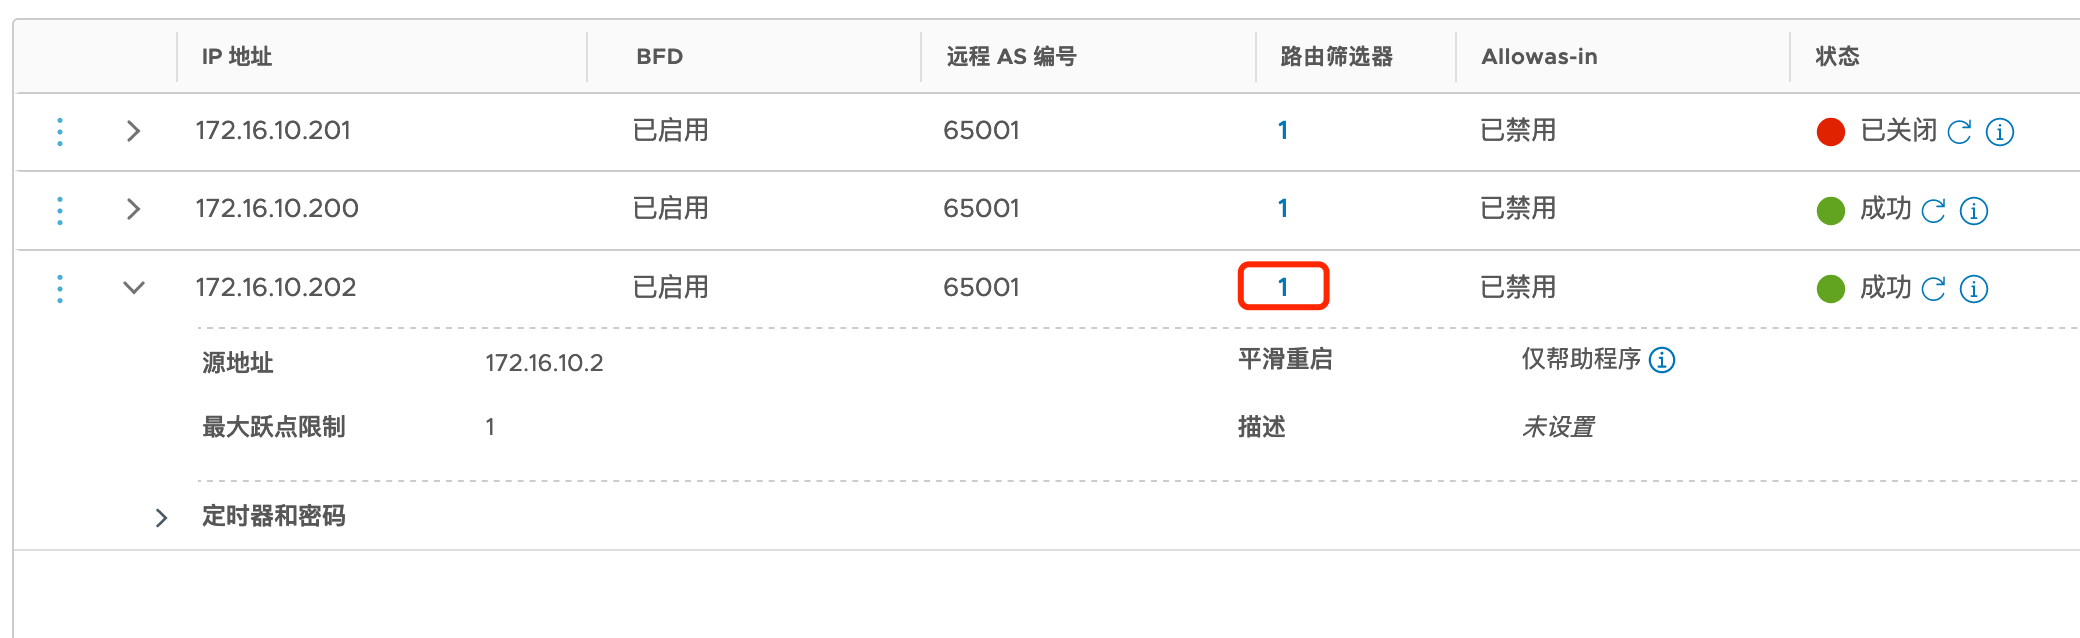 IP 地址 BFD 远程 AS 编号 路由筛选器 Allowas-in 状态
172.16.10.201 已启用 65001 1 已禁用 已关闭
172.16.10.200 已启用 65001 1 已禁用 成功
172.16.10.202 已启用 65001 1 已禁用 成功
源地址 172.16.10.2 平滑重启 仅帮助程序
最大跃点限制 1 描述 未设置
定时器和密码